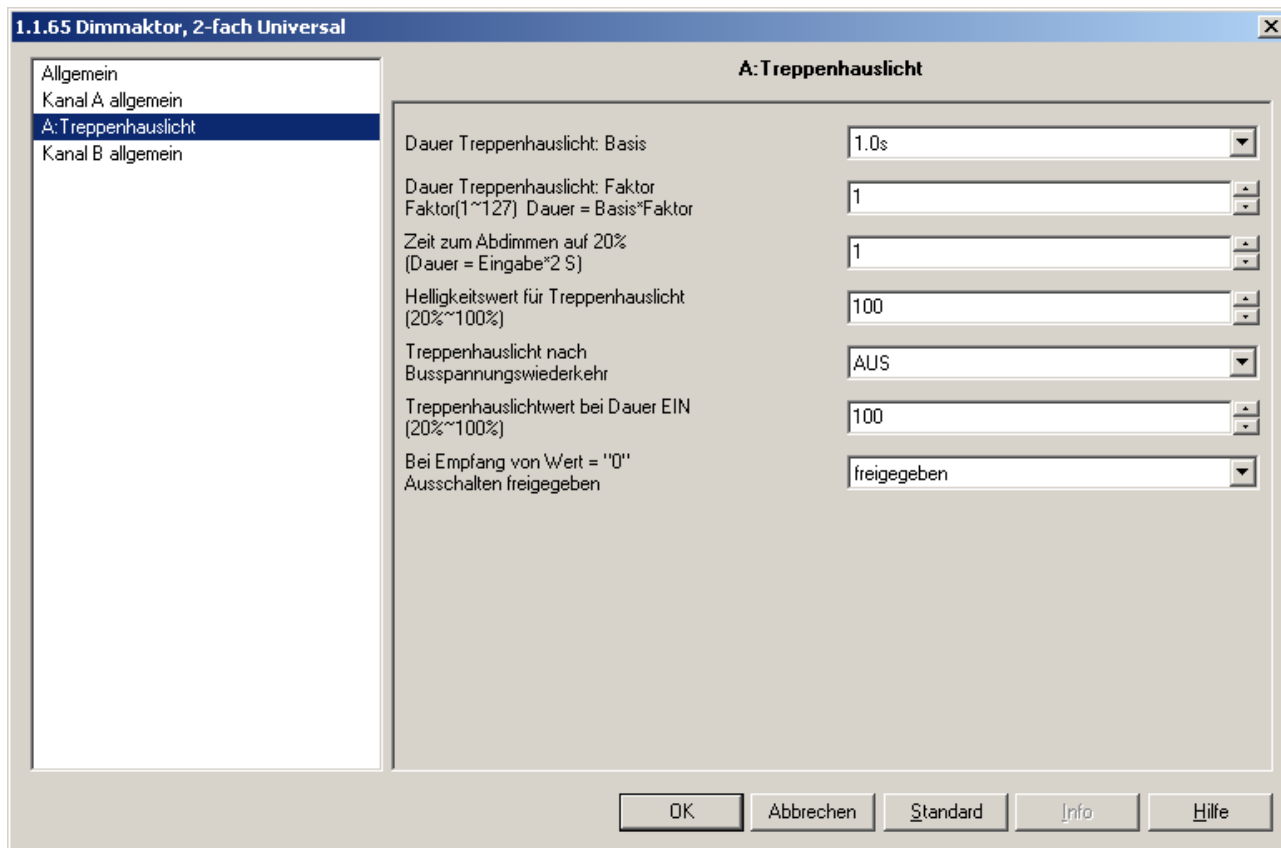 1.1.65 Dimmaktor, 2-fach Universal
Allgemein
Kanal A allgemein
A:Treppenhauslicht
Kanal B allgemein
A:Treppenhauslicht
Dauer Treppenhauslicht: Basis
1.0s
Dauer Treppenhauslicht: Faktor
Faktor(1~127) Dauer = Basis*Faktor
1
Zeit zum Abdimmen auf 20%
(Dauer = Eingabe*2 S)
1
Helligkeitswert für Treppenhauslicht
(20%~100%)
100
Treppenhauslicht nach
Busspannungswiederkehr
AUS
Treppenhauslichtwert bei Dauer EIN
(20%~100%)
100
Bei Empfang von Wert = "0"
Ausschalten freigegeben
freigegeben
OK
Abbrechen
Standard
Info
Hilfe